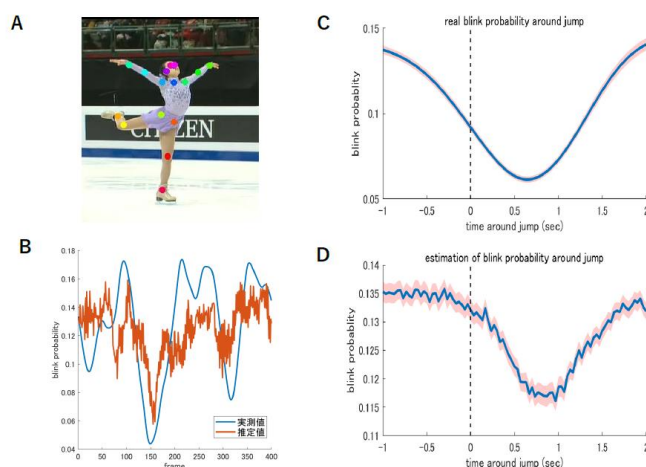 A
CITIZEN
B
0.18
0.16
0.14
0.12
0.1
0.08
0.06
0.04
blink probability
0 50 100 150 200 250 300 350 400
frame
実測値
推定値
C
real blink probability around jump
0.15
0.1
0.05
blink probablity
-1 -0.5 0 0.5 1 1.5 2
time around jump (sec)
D
estimation of blink probability around jump
0.14
0.135
0.13
0.125
0.12
0.115
0.11
blink probablity
-1 -0.5 0 0.5 1 1.5 2
time around jump (sec)